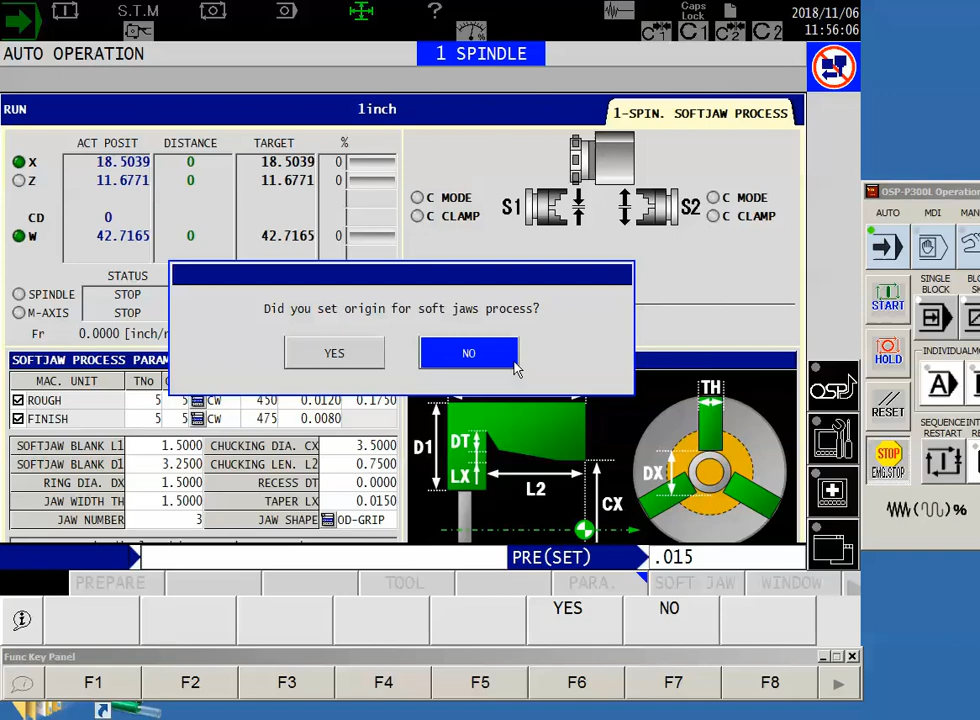 S.T.M
?
Caps Lock
2018/11/06
11:56:06
C1 C1 C2 C2
AUTO OPERATION
1 SPINDLE
RUN
1inch
1-SPIN. SOFTJAW PROCESS
ACT POSIT DISTANCE TARGET %
X 18.5039 0 18.5039 0
Z 11.6771 0 11.6771 0
CD 0
W 42.7165 0 42.7165 0
C MODE
C CLAMP
S1
S2
C MODE
C CLAMP
STATUS
SPINDLE STOP
M-AXIS STOP
Fr 0.0000 [inch/r
Did you set origin for soft jaws process?
YES
NO
SOFTJAW PROCESS PARAM
MAC. UNIT TNo
ROUGH 5 5 CW 450 0.0120 0.1750
FINISH 5 5 CW 475 0.0080
SOFTJAW BLANK L1 1.5000 CHUCKING DIA. CX 3.5000
SOFTJAW BLANK D1 3.2500 CHUCKING LEN. L2 0.7500
RING DIA. DX 1.5000 RECESS DT 0.0000
JAW WIDTH TH 1.5000 TAPER LX 0.0150
JAW NUMBER 3 JAW SHAPE OD-GRIP
D1
DT
LX
L2
CX
TH
DX
PRE(SET)
.015
PREPARE TOOL PARA. SOFT JAW WINDOW
YES NO
Func Key Panel
F1 F2 F3 F4 F5 F6 F7 F8
OSP
OSP-P300L Operation
AUTO MDI MAN
START
SINGLE BLOCK
HOLD
INDIVIDUAL
A
RESET
SEQUENCE RESTART
STOP
EMG.STOP
%